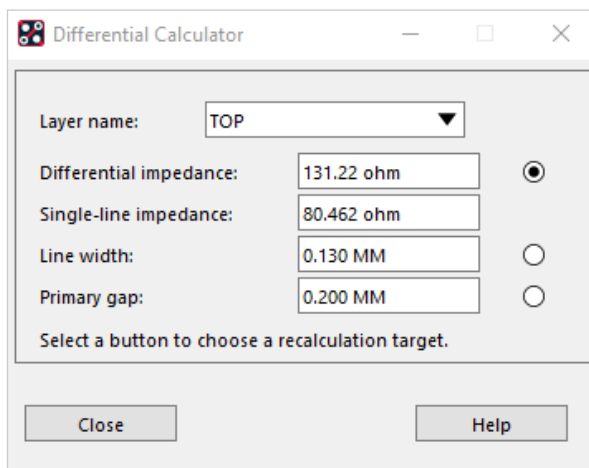 Differential Calculator
Layer name: TOP
Differential impedance: 131.22 ohm
Single-line impedance: 80.462 ohm
Line width: 0.130 MM
Primary gap: 0.200 MM
Select a button to choose a recalculation target.
Close Help